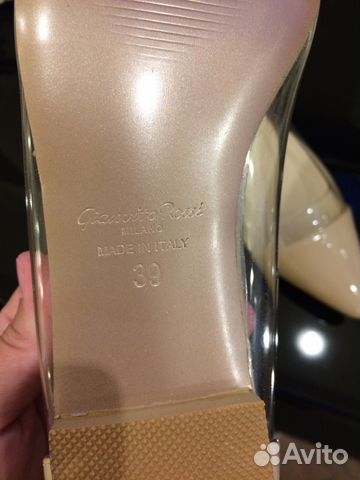 Gianvito Rossi
MILANO
MADE IN ITALY
39
Avito